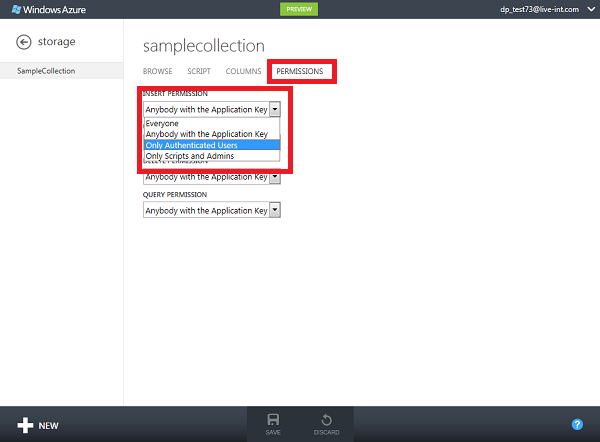 Windows Azure
PREVIEW
dp_test73@live-int.com
storage
SampleCollection
samplecollection
BROWSE SCRIPT COLUMNS PERMISSIONS
INSERT PERMISSION
Anybody with the Application Key
Everyone
Anybody with the Application Key
Only Authenticated Users
Only Scripts and Admins
Anybody with the Application Key
QUERY PERMISSION
Anybody with the Application Key
NEW
SAVE
DISCARD
?